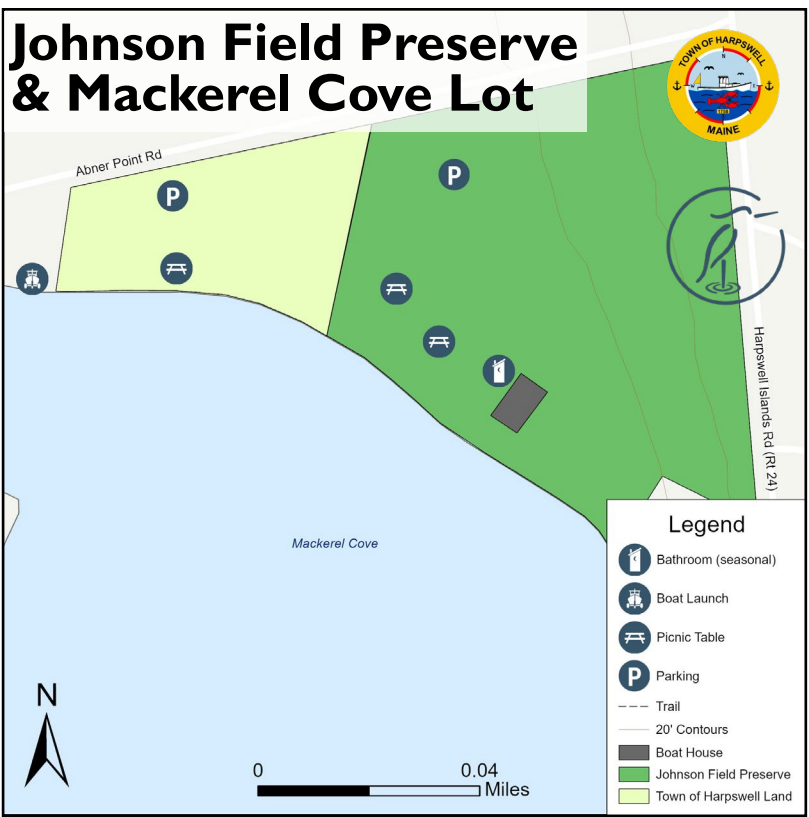 Johnson Field Preserve
& Mackerel Cove Lot
TOWN OF HARPSWELL
N
MAINE
Abner Point Rd
P
P
Harpswell Islands Rd (Rt 24)
Mackerel Cove
Legend
Bathroom (seasonal)
Boat Launch
Picnic Table
P Parking
Trail
20' Contours
Boat House
Johnson Field Preserve
Town of Harpswell Land
N
0 0.04
Miles